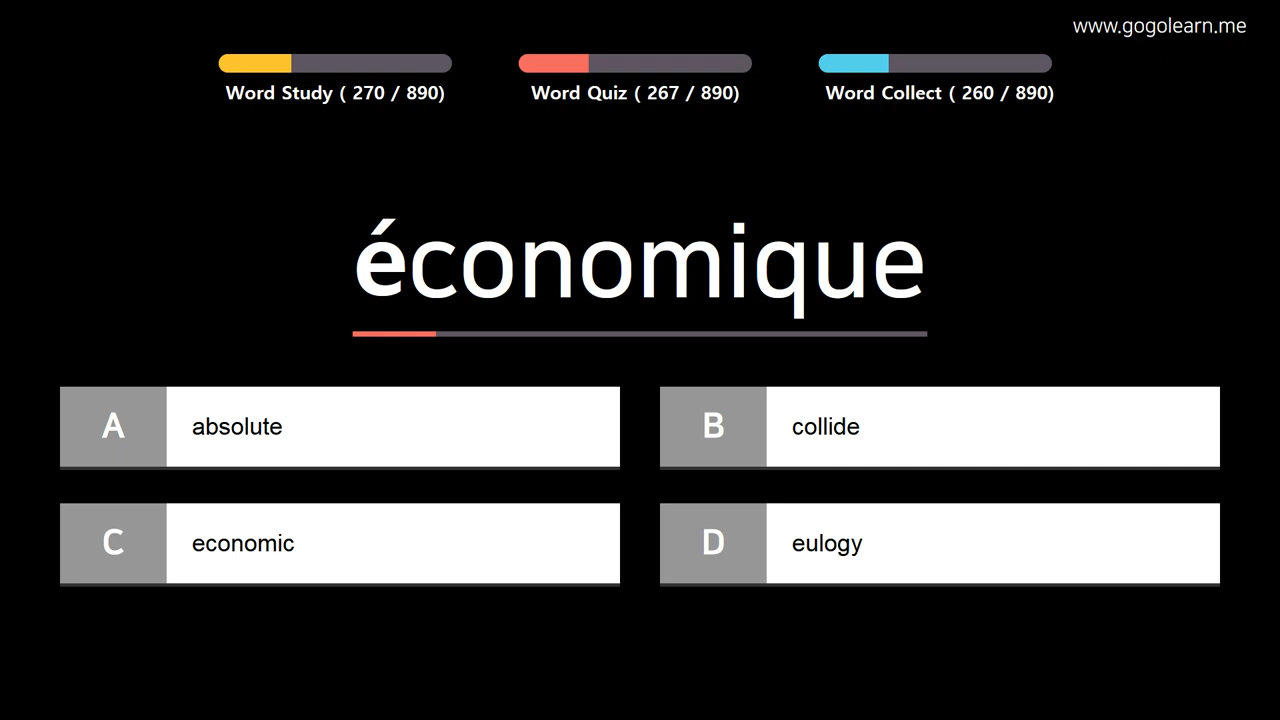 www.gogolearn.me
Word Study ( 270 / 890)
Word Quiz ( 267 / 890)
Word Collect ( 260 / 890)
économique
A absolute
B collide
C economic
D eulogy